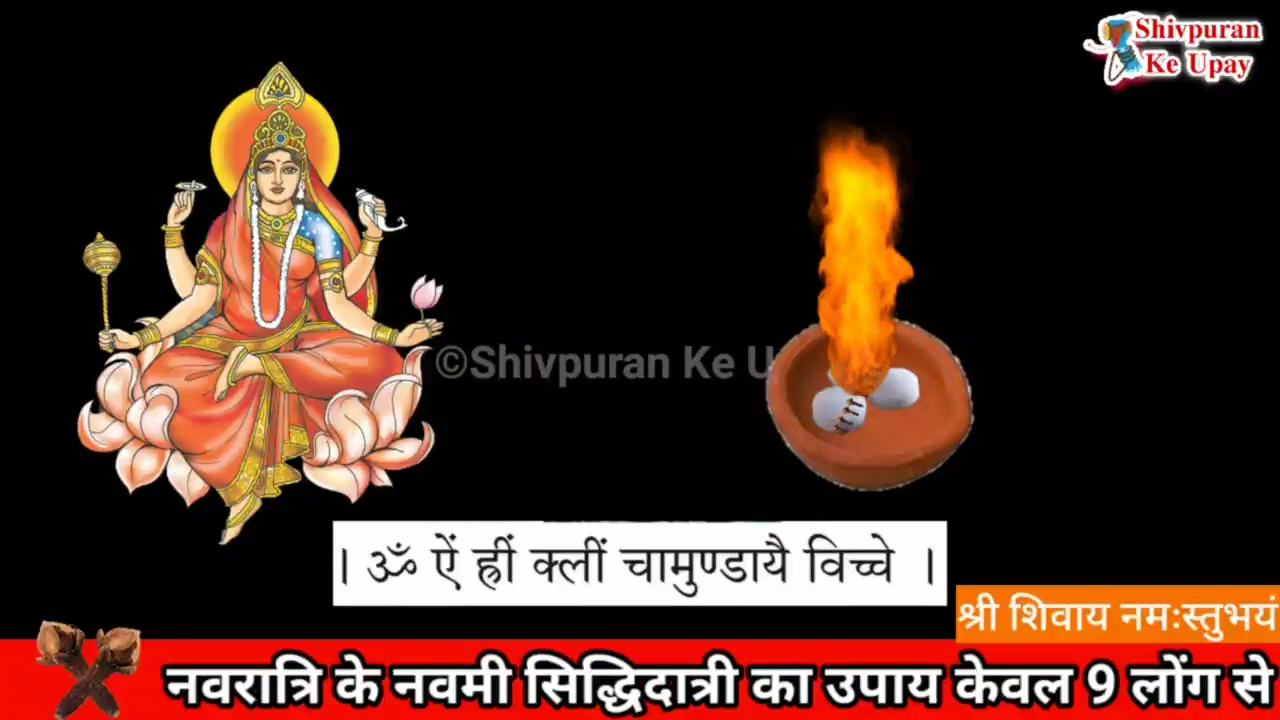 Shivpuran
Ke Upay
©Shivpuran Ke U
। ॐ ऐं ह्रीं क्लीं चामुण्डायै विच्चे ।
श्री शिवाय नमःस्तुभयं
नवरात्रि के नवमी सिद्धिदात्री का उपाय केवल 9 लोंग से